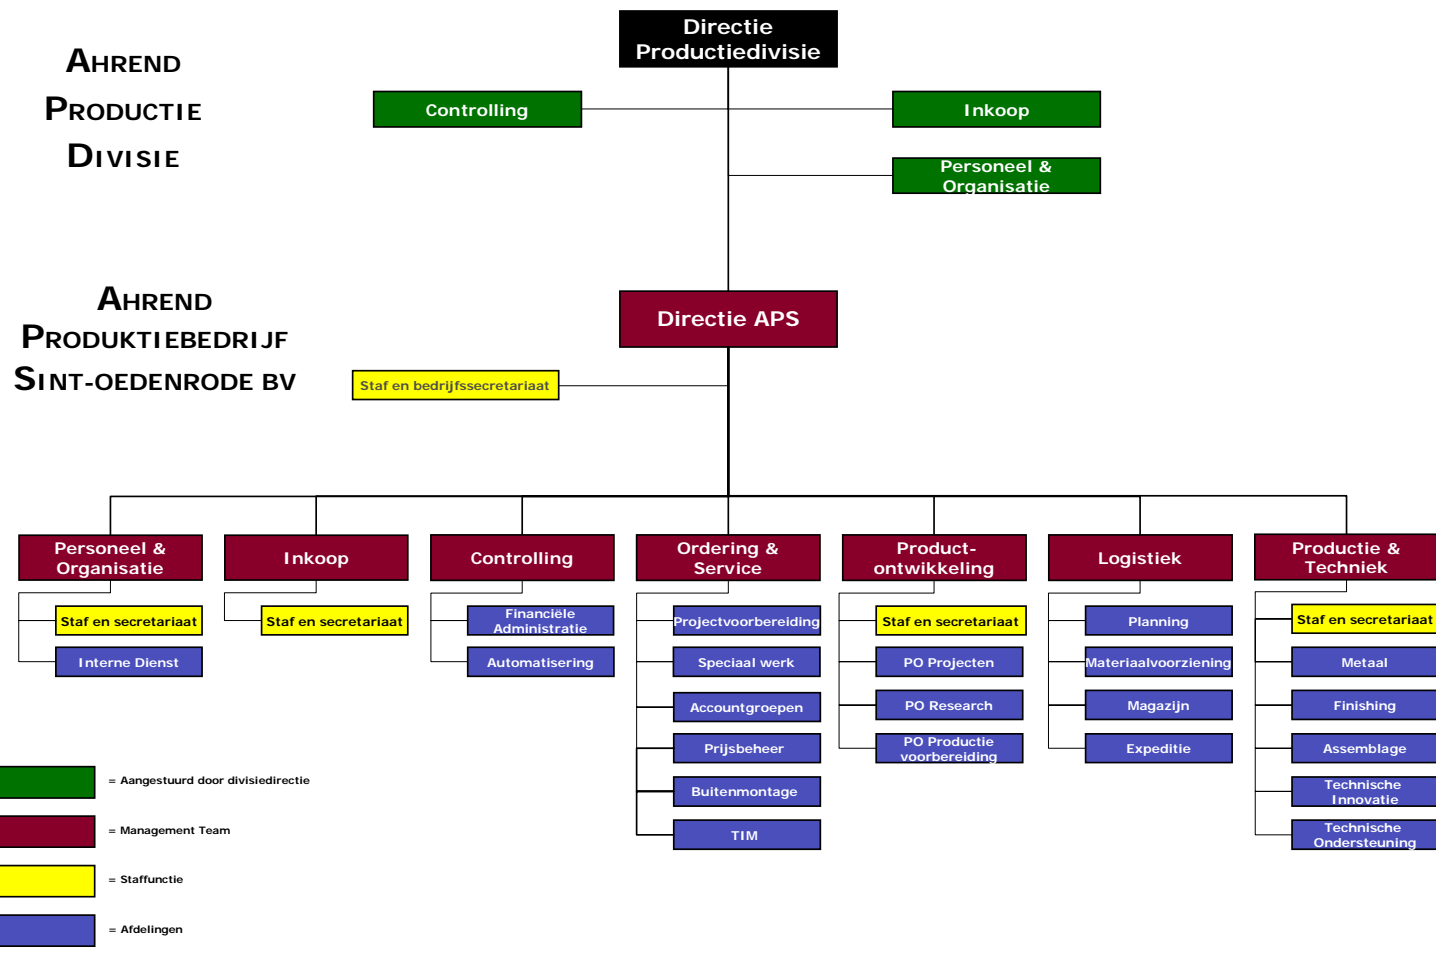 Directie
Productiedivisie
AHREND
PRODUCTIE
DIVISIE
Controlling
Inkoop
Personeel &
Organisatie
AHREND
PRODUKTIEBEDRIJF
SINT-OEDENRODE BV
Directie APS
Staf en bedrijfssecretariaat
Personeel &
Organisatie
Staf en secretariaat
Interne Dienst
Inkoop
Staf en secretariaat
Controlling
Financiële
Administratie
Automatisering
Ordering &
Service
Projectvoorbereiding
Speciaal werk
Accountgroepen
Prijsbeheer
Buitenmontage
TIM
Product-
ontwikkeling
Staf en secretariaat
PO Projecten
PO Research
PO Productie
voorbereiding
Logistiek
Planning
Materiaalvoorziening
Magazijn
Expeditie
Productie &
Techniek
Staf en secretariaat
Metaal
Finishing
Assemblage
Technische
Innovatie
Technische
Ondersteuning
= Aangestuurd door divisiedirectie
= Management Team
= Staffunctie
= Afdelingen